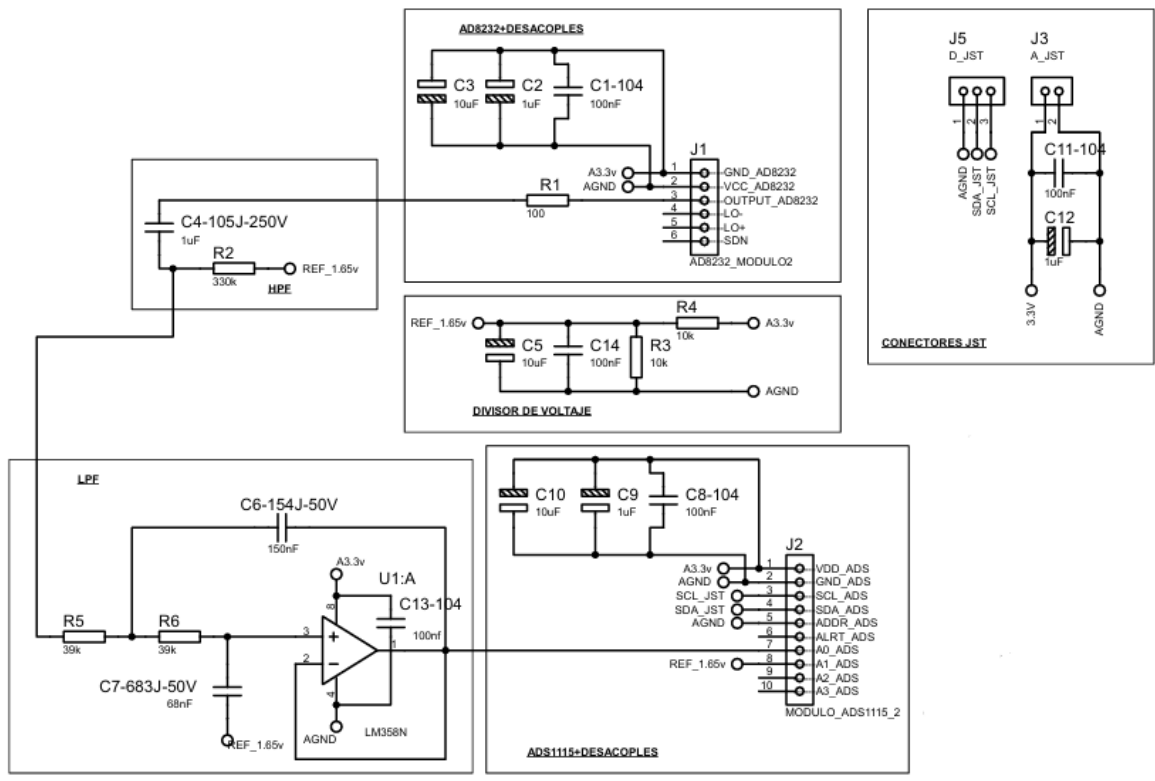 AD8232+DESACOPLES
C3
10uF
C2
1uF
C1-104
100nF
J1
A3.3v
AGND
1
2
3
4
5
6
GND_AD8232
VCC_AD8232
OUTPUT_AD8232
LO-
LO+
SDN
AD8232_MODULO2
R1
100
C4-105J-250V
1uF
R2
330k
REF_1.65v
HPF
REF_1.65v
C5
10uF
C14
100nF
R3
10k
R4
10k
A3.3v
AGND
DIVISOR DE VOLTAJE
J5
D_JST
1
2
3
AGND
SDA_JST
SCL_JST
J3
A_JST
1
2
C11-104
100nF
C12
1uF
3.3V
AGND
CONECTORES JST
LPF
C6-154J-50V
150nF
A3.3v
U1:A
C13-104
100nf
8
3
2
1
4
R5
39k
R6
39k
C7-683J-50V
68nF
REF_1.65v
AGND
LM358N
C10
10uF
C9
1uF
C8-104
100nF
J2
A3.3v
AGND
SCL_JST
SDA_JST
AGND
REF_1.65v
1
2
3
4
5
6
7
8
9
10
VDD_ADS
GND_ADS
SCL_ADS
SDA_ADS
ADDR_ADS
ALRT_ADS
A0_ADS
A1_ADS
A2_ADS
A3_ADS
MODULO_ADS1115_2
ADS1115+DESACOPLES